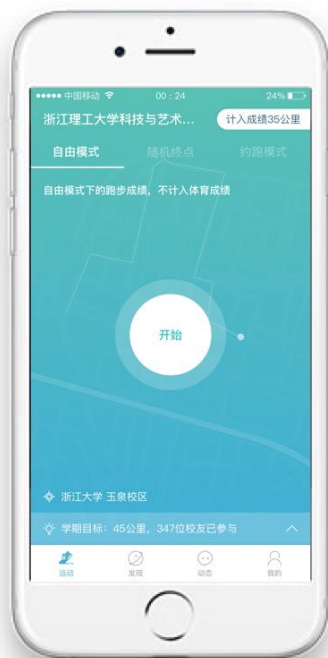 中国移动 00:24 24%
浙江理工大学科技与艺术... 计入成绩35公里
自由模式 随机终点 约跑模式
自由模式下的跑步成绩，不计入体育成绩
开始
浙江大学 玉泉校区
学期目标：45公里，347位校友已参与
运动 发现 动态 我的